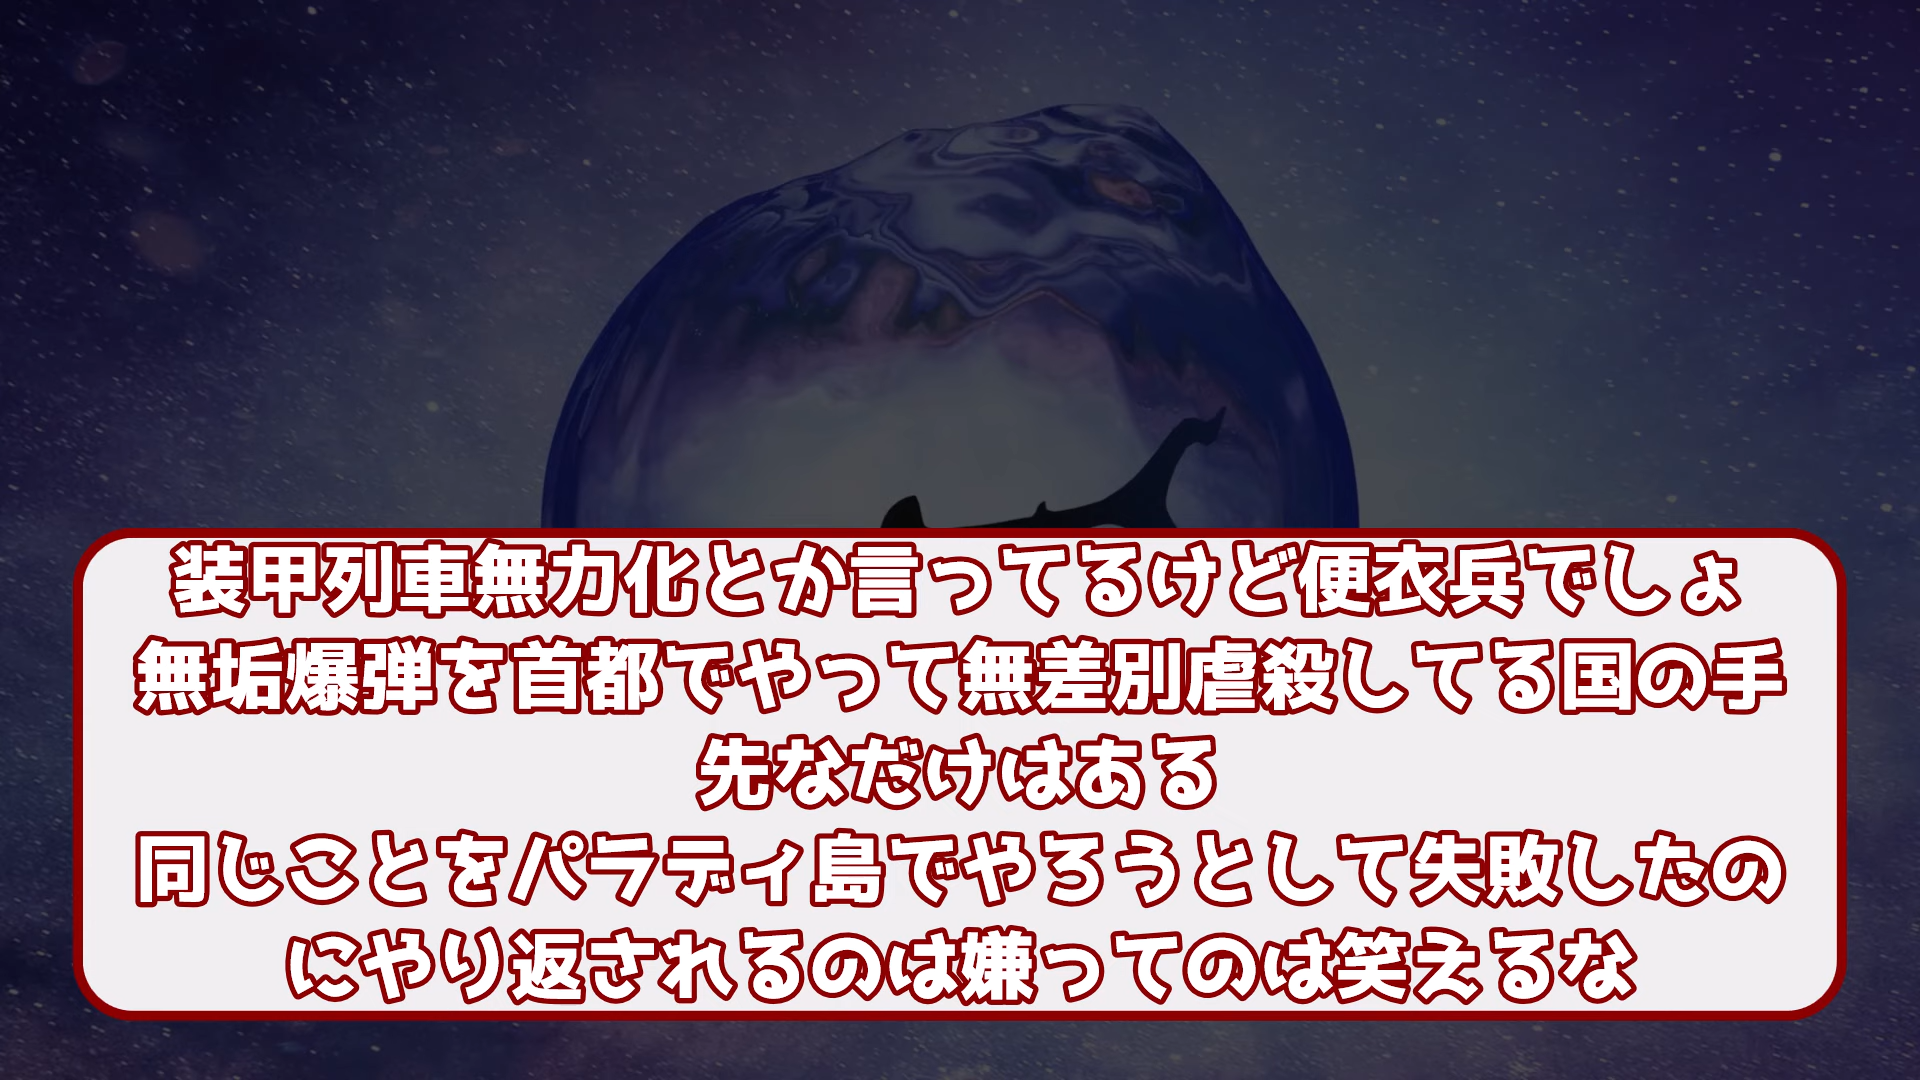 装甲列車無力化とか言ってるけど便衣兵でしょ
無垢爆弾を首都でやって無差別虐殺してる国の手
先なだけはある
同じことをパラディ島でやろうとして失敗したの
にやり返されるのは嫌ってのは笑えるな